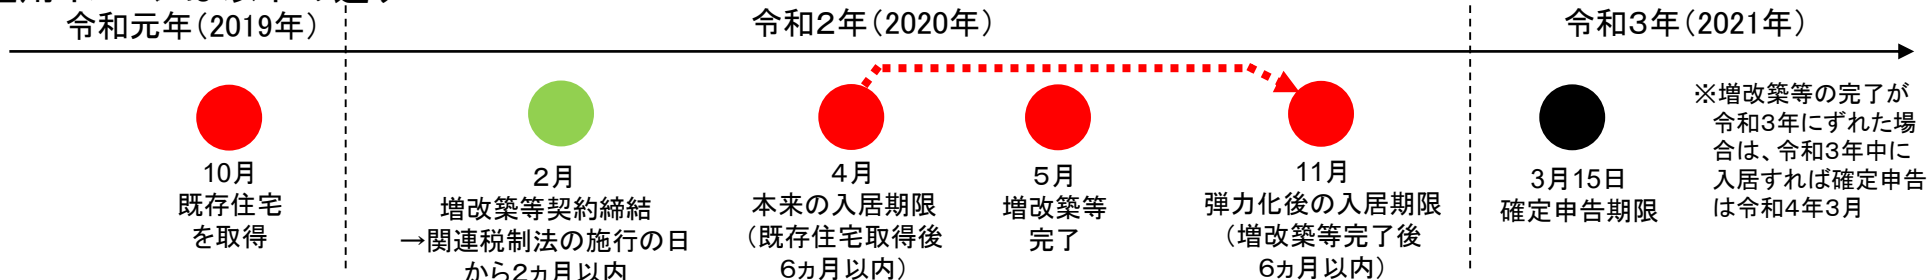 令和元年（2019年）
令和２年（2020年）
令和３年（2021年）
10月
既存住宅
を取得
２月
増改築等契約締結
→関連税制法の施行の日
から２ヵ月以内
４月
本来の入居期限
（既存住宅取得後
６ヵ月以内）
５月
増改築等
完了
11月
弾力化後の入居期限
（増改築等完了後
６ヵ月以内）
３月15日
確定申告期限
※増改築等の完了が
令和３年にずれた場
合は、令和３年中に
入居すれば確定申告
は令和４年３月